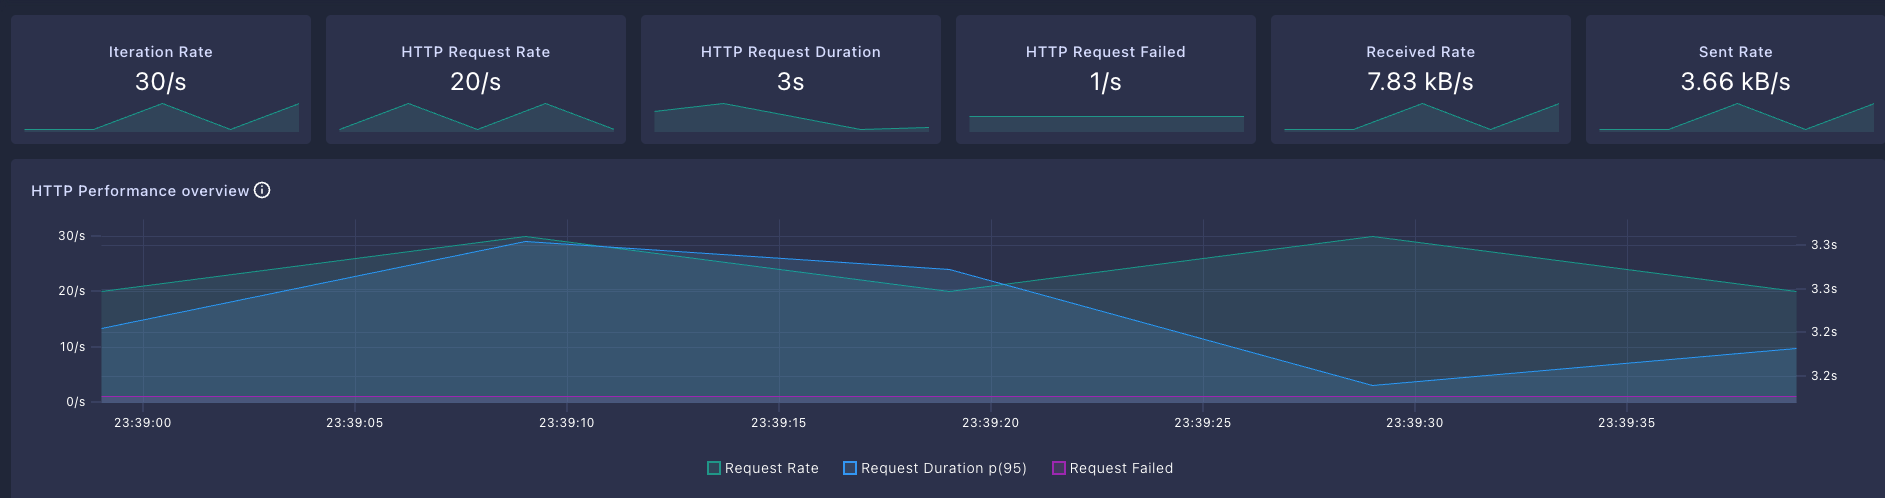 Iteration Rate
30/s
HTTP Request Rate
20/s
HTTP Request Duration
3s
HTTP Request Failed
1/s
Received Rate
7.83 kB/s
Sent Rate
3.66 kB/s
HTTP Performance overview
30/s
20/s
10/s
0/s
3.3s
3.3s
3.2s
3.2s
23:39:00 23:39:05 23:39:10 23:39:15 23:39:20 23:39:25 23:39:30 23:39:35
Request Rate Request Duration p(95) Request Failed